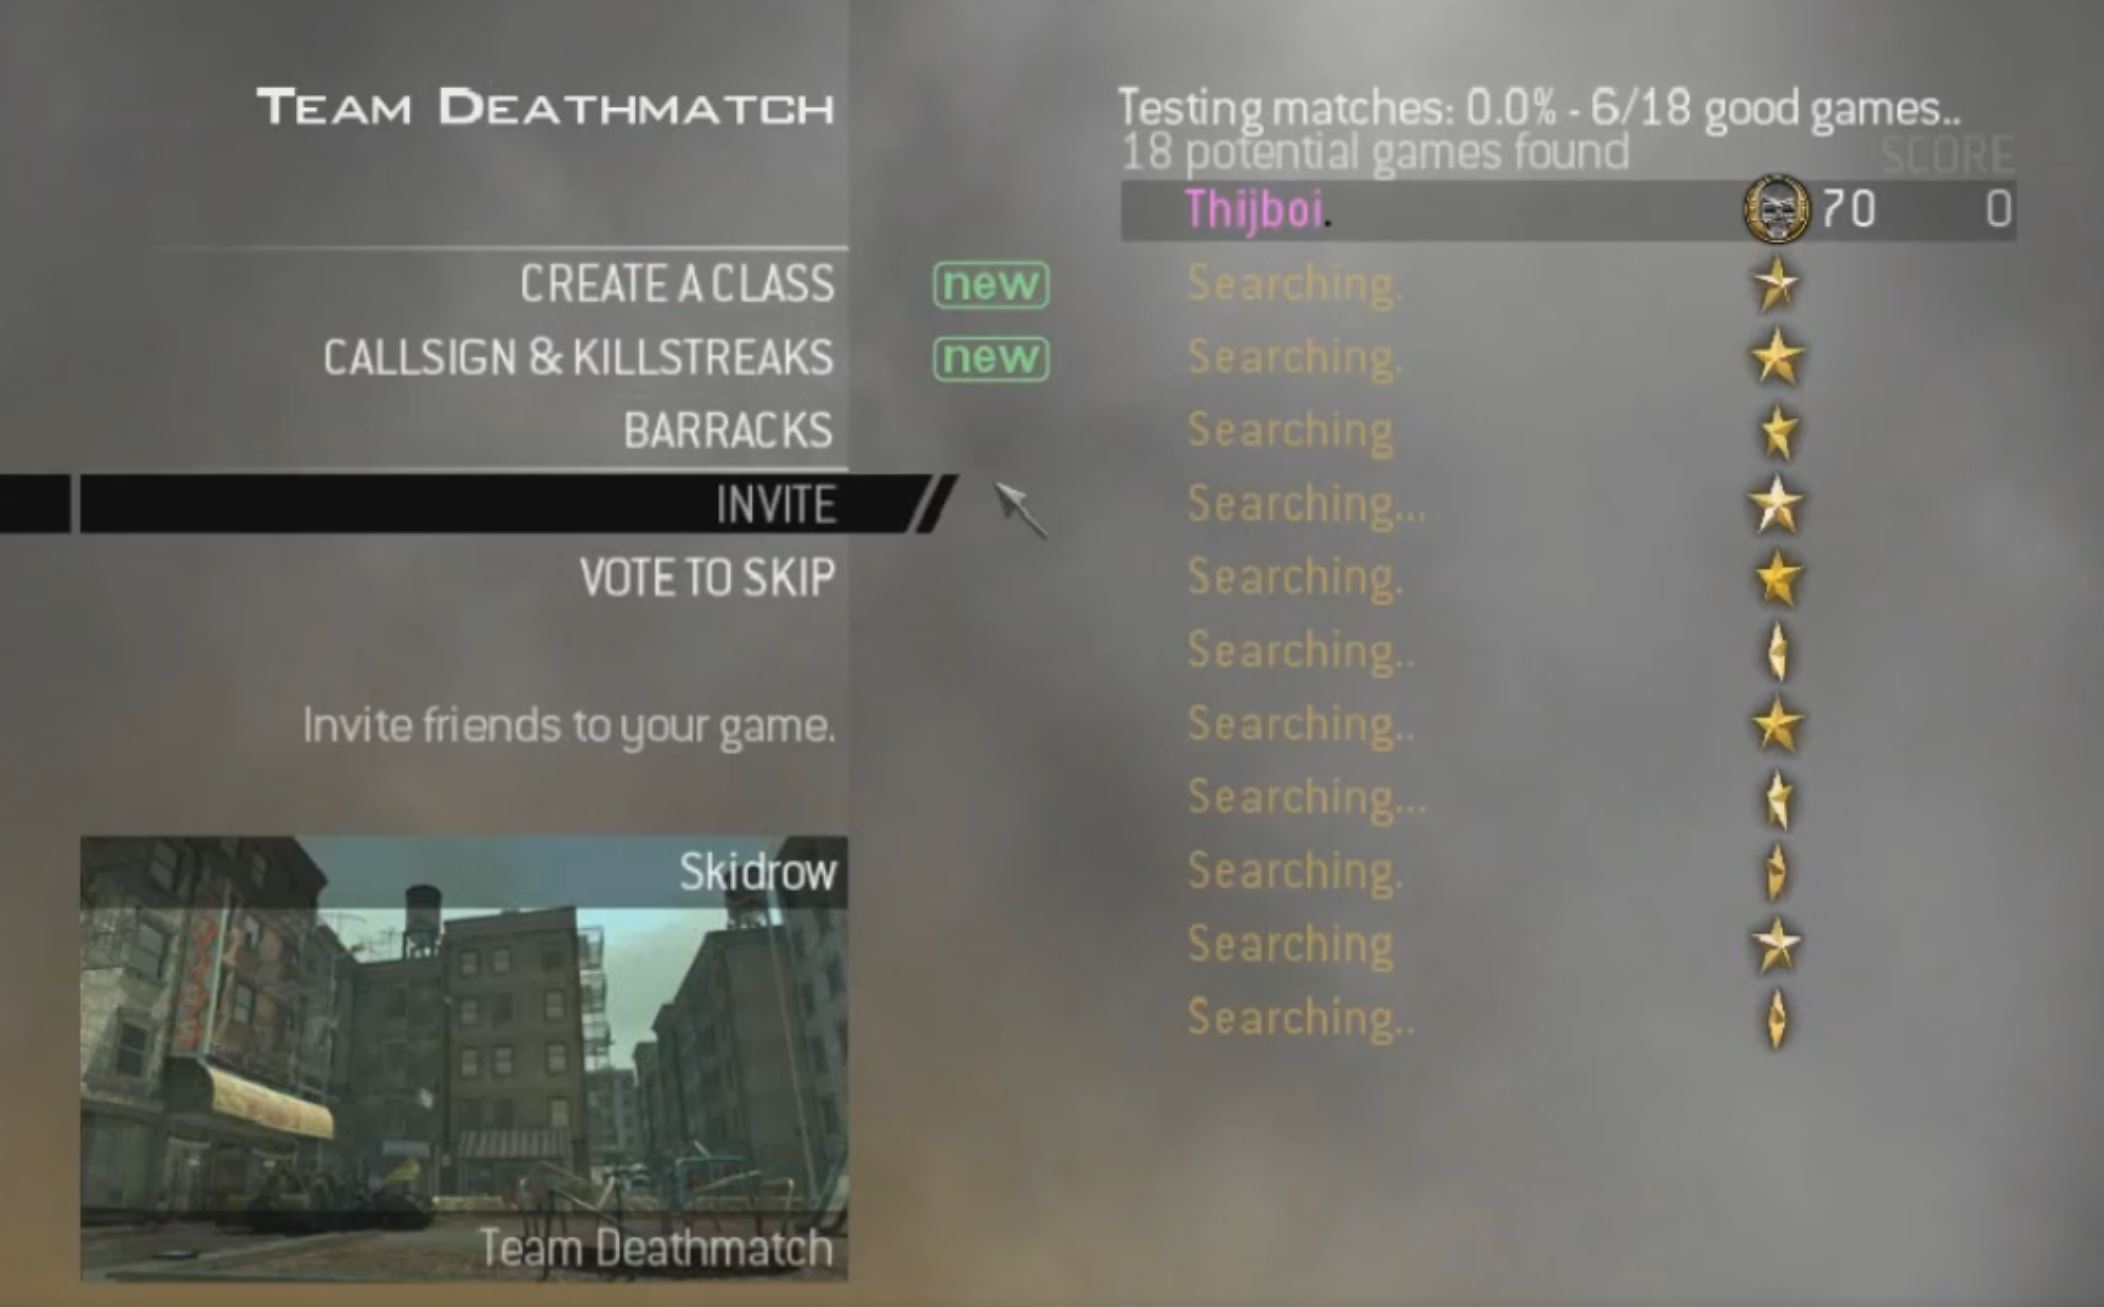 TEAM DEATHMATCH
CREATE A CLASS new
CALLSIGN & KILLSTREAKS new
BARRACKS
INVITE
VOTE TO SKIP
Invite friends to your game.
Skidrow
Team Deathmatch
Testing matches: 0.0% - 6/18 good games..
18 potential games found SCORE
Thijboi. 70 0
Searching.
Searching.
Searching
Searching...
Searching.
Searching..
Searching..
Searching...
Searching.
Searching
Searching..